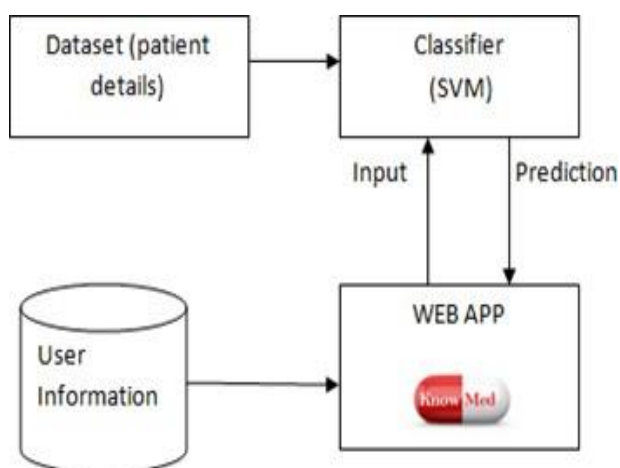 Dataset (patient
details)
Classifier
(SVM)
Input
Prediction
User
Information
WEB APP
Know Med